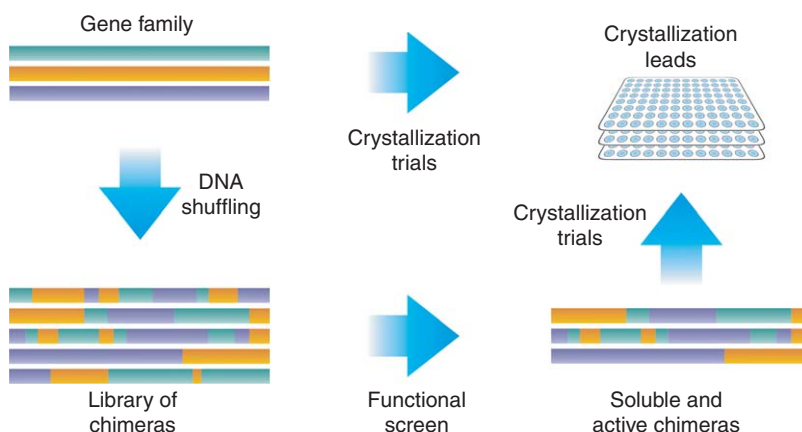 Gene family
Crystallization
trials
Crystallization
leads
DNA
shuffling
Crystallization
trials
Library of
chimeras
Functional
screen
Soluble and
active chimeras